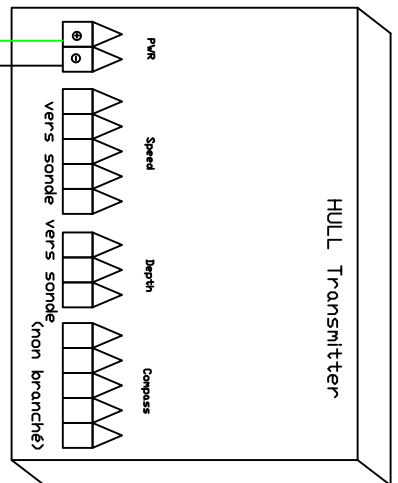 HULL Transmitter
PWR
Speed
Depth
Compass
⊕
⊖
vers sonde
vers sonde
(non branché)